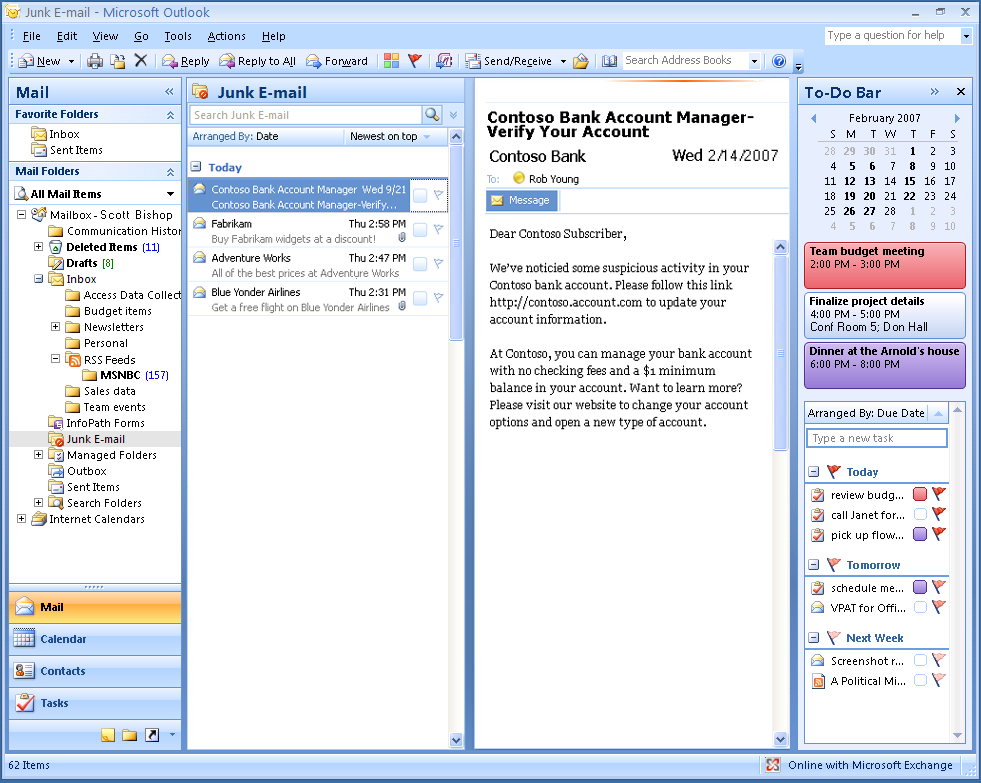 Junk E-mail - Microsoft Outlook
File Edit View Go Tools Actions Help
Type a question for help
New Reply Reply to All Forward Send/Receive Search Address Books
Mail «
Favorite Folders
Inbox
Sent Items
Mail Folders
All Mail Items
Mailbox - Scott Bishop
Communication Histor
Deleted Items (11)
Drafts [8]
Inbox
Access Data Collect
Budget items
Newsletters
Personal
RSS Feeds
MSNBC (157)
Sales data
Team events
InfoPath Forms
Junk E-mail
Managed Folders
Outbox
Sent Items
Search Folders
Internet Calendars
Mail
Calendar
Contacts
Tasks
Junk E-mail
Search Junk E-mail
Arranged By: Date Newest on top
Today
Contoso Bank Account Manager Wed 9/21
Contoso Bank Account Manager-Verify...
Fabrikam Thu 2:58 PM
Buy Fabrikam widgets at a discount!
Adventure Works Thu 2:47 PM
All of the best prices at Adventure Works
Blue Yonder Airlines Thu 2:31 PM
Get a free flight on Blue Yonder Airlines
Contoso Bank Account Manager-
Verify Your Account
Contoso Bank Wed 2/14/2007
To: Rob Young
Message
Dear Contoso Subscriber,
We've noticied some suspicious activity in your
Contoso bank account. Please follow this link
http://contoso.account.com to update your
account information.
At Contoso, you can manage your bank account
with no checking fees and a $1 minimum
balance in your account. Want to learn more?
Please visit our website to change your account
options and open a new type of account.
To-Do Bar »
February 2007
S M T W T F S
28 29 30 31 1 2 3
4 5 6 7 8 9 10
11 12 13 14 15 16 17
18 19 20 21 22 23 24
25 26 27 28 1 2 3
4 5 6 7 8 9 10
Team budget meeting
2:00 PM - 3:00 PM
Finalize project details
4:00 PM - 5:00 PM
Conf Room 5; Don Hall
Dinner at the Arnold's house
6:00 PM - 8:00 PM
Arranged By: Due Date
Type a new task
Today
review budg...
call Janet for...
pick up flow...
Tomorrow
schedule me...
VPAT for Offi...
Next Week
Screenshot r...
A Political Mi...
62 Items
Online with Microsoft Exchange